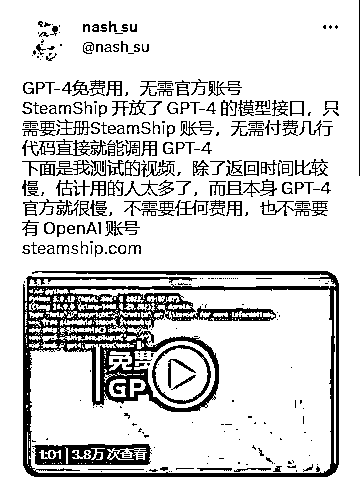 nash_su
@nash_su
GPT-4免费用，无需官方账号
SteamShip 开放了 GPT-4 的模型接口，只
需要注册SteamShip 账号，无需付费几行
代码直接就能调用 GPT-4
下面是我测试的视频，除了返回时间比较
慢，估计用的人太多了，而且本身 GPT-4
官方就很慢，不需要任何费用，也不需要
有 OpenAI 账号
steamship.com
免费
GP
1:01 3.8万 次查看